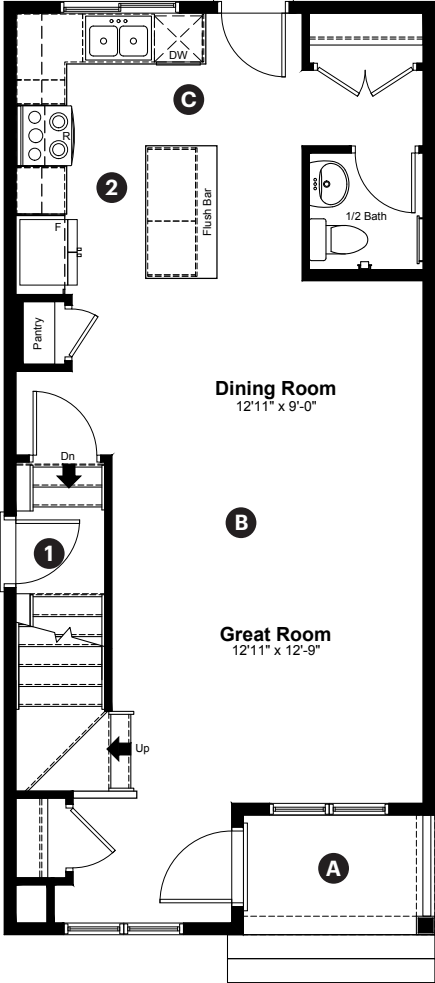 DW
C
R
2
1/2 Bath
Flush Bar
F
Pantry
Dining Room
12'11" x 9'-0"
Dn
B
1
Great Room
12'11" x 12'-9"
Up
A